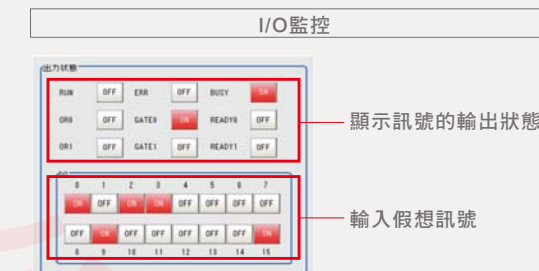 I/O監控
出力状態
RUN OFF ERR OFF BUSY ON
OR0 OFF GATE0 ON READY0 OFF
顯示訊號的輸出狀態
OR1 OFF GATE1 OFF READY1 OFF
0 1 2 3 4 5 6 7
ON OFF ON ON OFF OFF OFF OFF
輸入假想訊號
OFF ON OFF OFF OFF OFF OFF ON
8 9 10 11 12 13 14 15